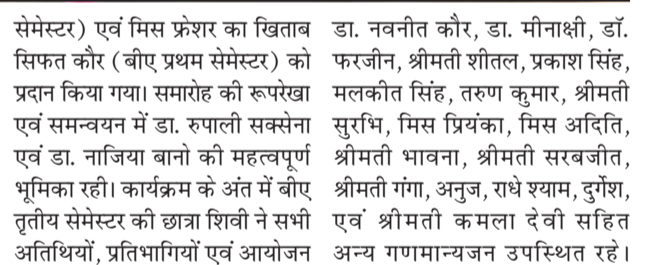 सेमेस्टर) एवं मिस फ्रेशर का खिताब
सिफत कौर (बीए प्रथम सेमेस्टर) को
प्रदान किया गया। समारोह की रूपरेखा
एवं समन्वयन में डा. रुपाली सक्सेना
एवं डा. नाजिया बानो की महत्वपूर्ण
भूमिका रही। कार्यक्रम के अंत में बीए
तृतीय सेमेस्टर की छात्रा शिवी ने सभी
अतिथियों, प्रतिभागियों एवं आयोजन
डा. नवनीत कौर, डा. मीनाक्षी, डॉ.
फरजीन, श्रीमती शीतल, प्रकाश सिंह,
मलकीत सिंह, तरुण कुमार, श्रीमती
सुरभि, मिस प्रियंका, मिस अदिति,
श्रीमती भावना, श्रीमती सरबजीत,
श्रीमती गंगा, अनुज, राधे श्याम, दुर्गेश,
एवं श्रीमती कमला देवी सहित
अन्य गणमान्यजन उपस्थित रहे।